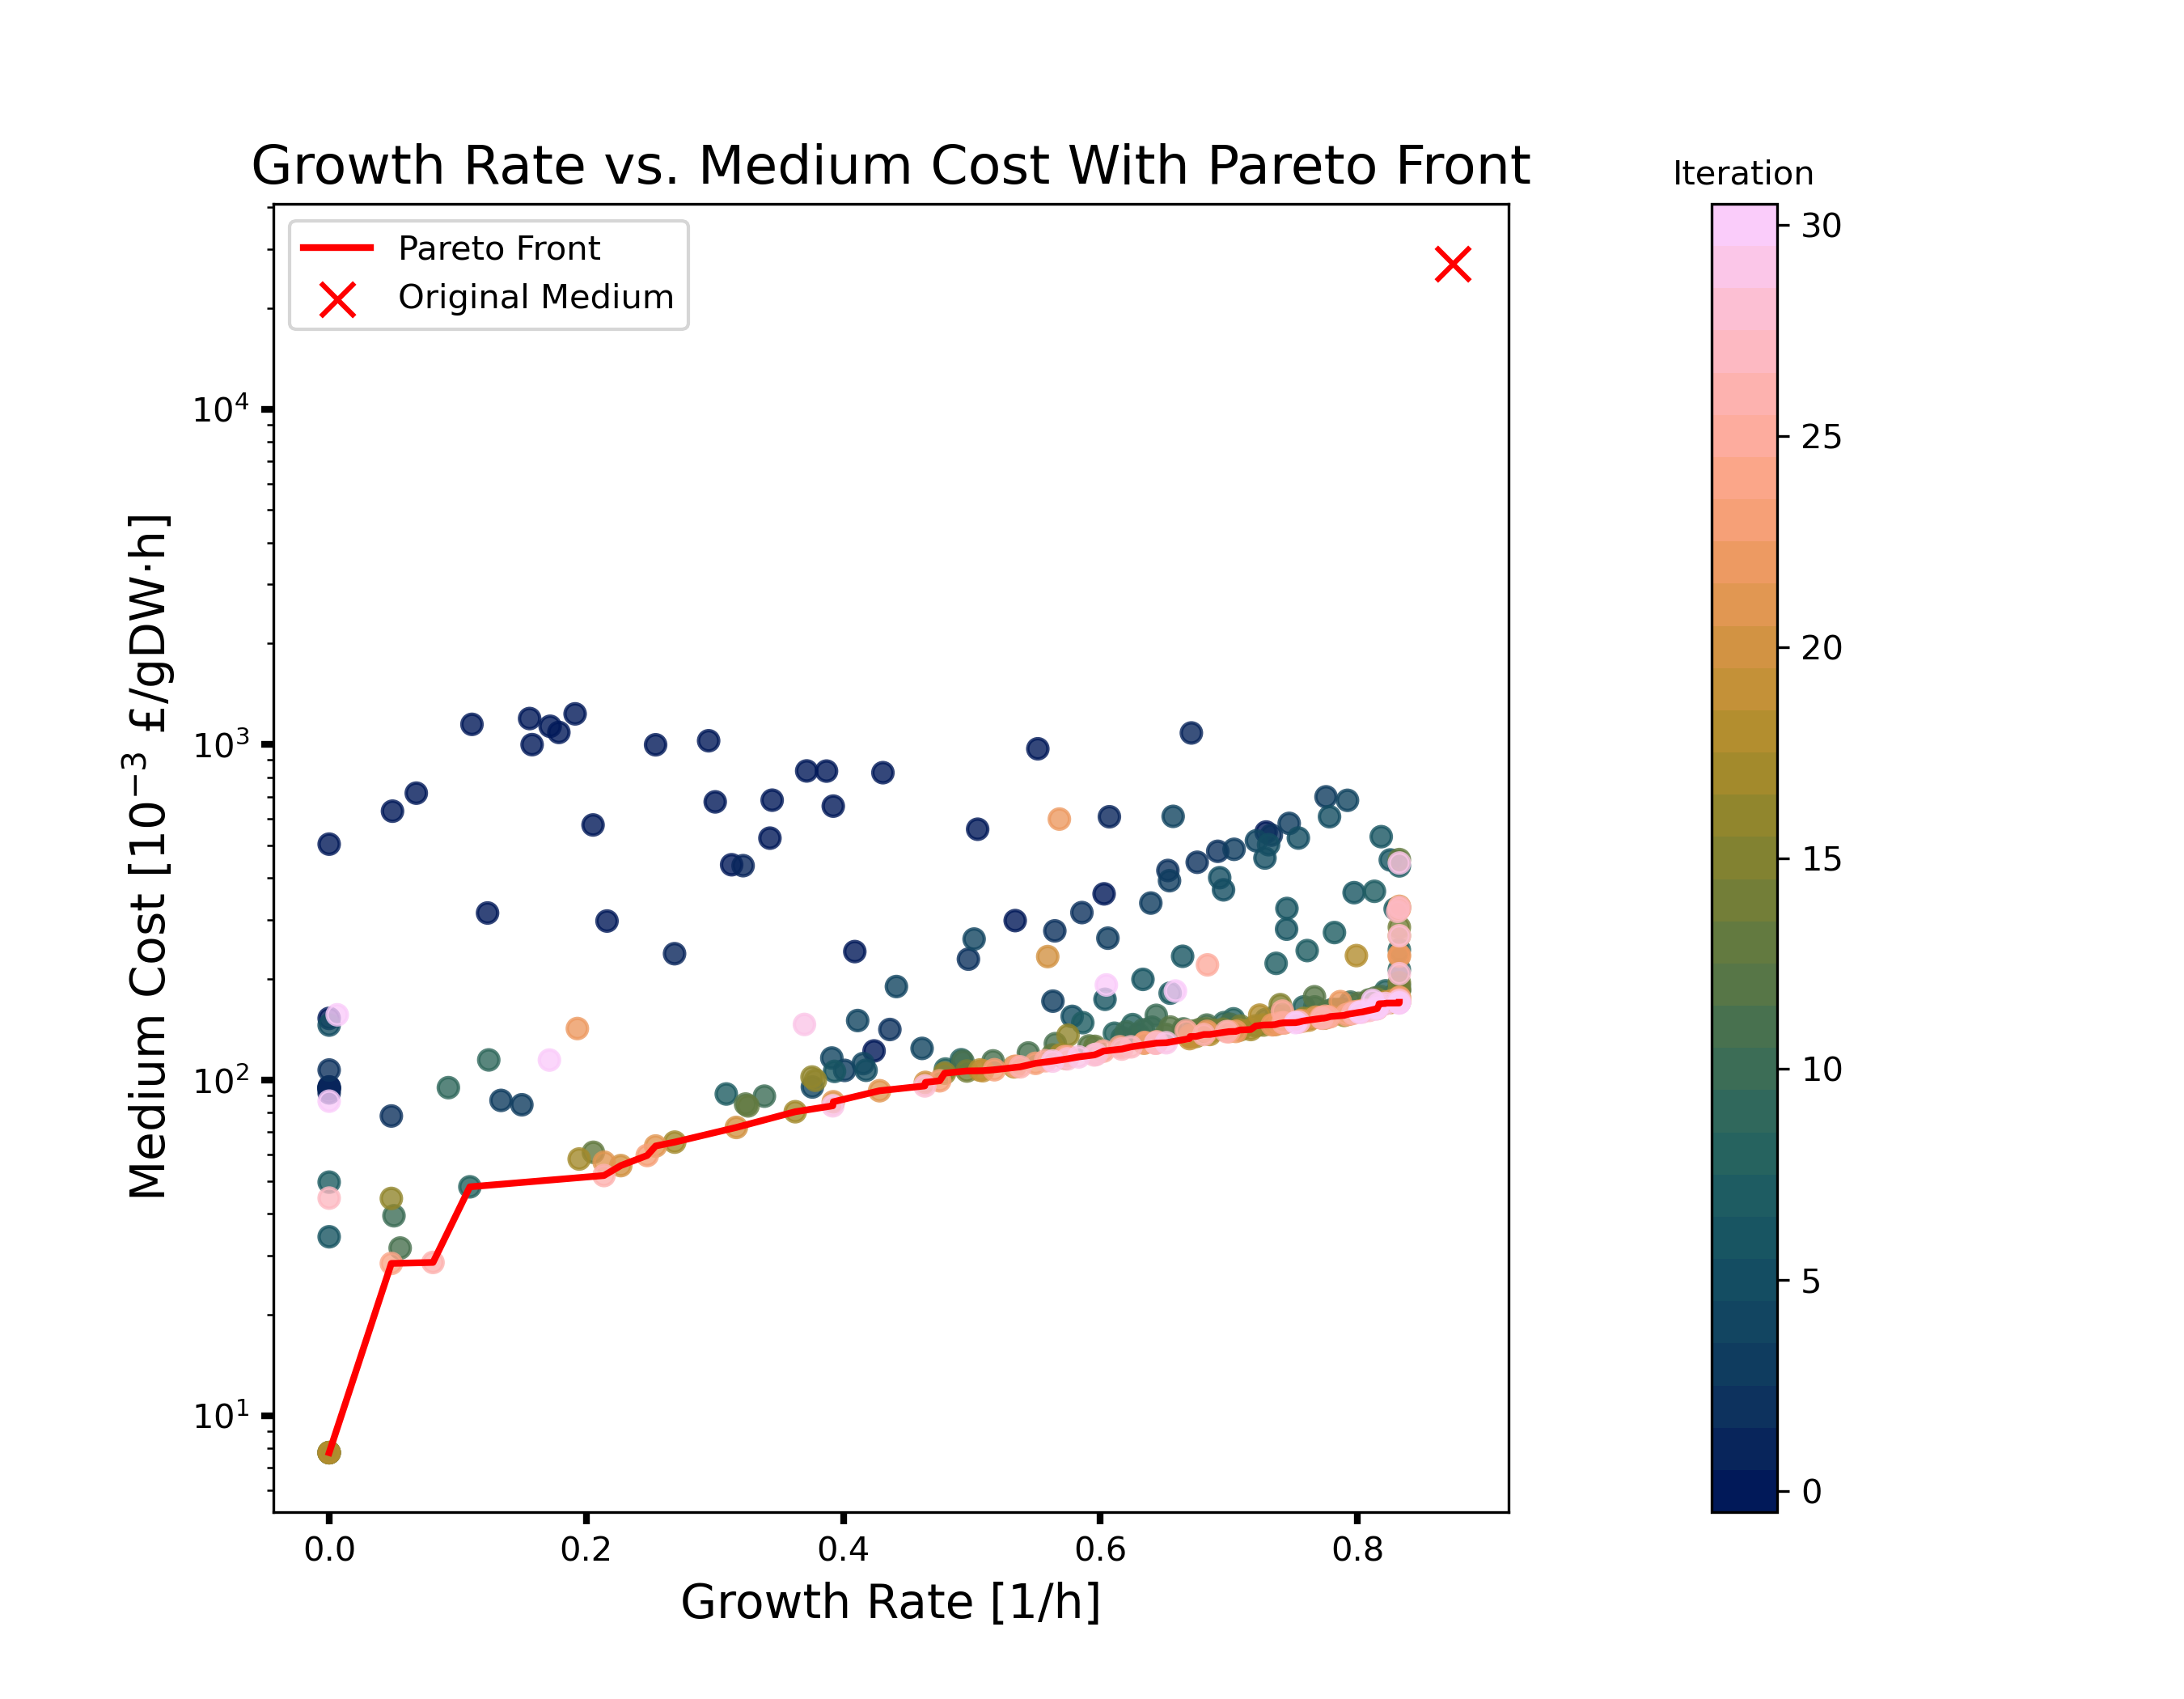 Growth Rate vs. Medium Cost With Pareto Front
Iteration
Pareto Front
Original Medium
Medium Cost [10⁻³ £/gDW·h]
10⁴
10³
10²
10¹
0.0 0.2 0.4 0.6 0.8
Growth Rate [1/h]
30
25
20
15
10
5
0